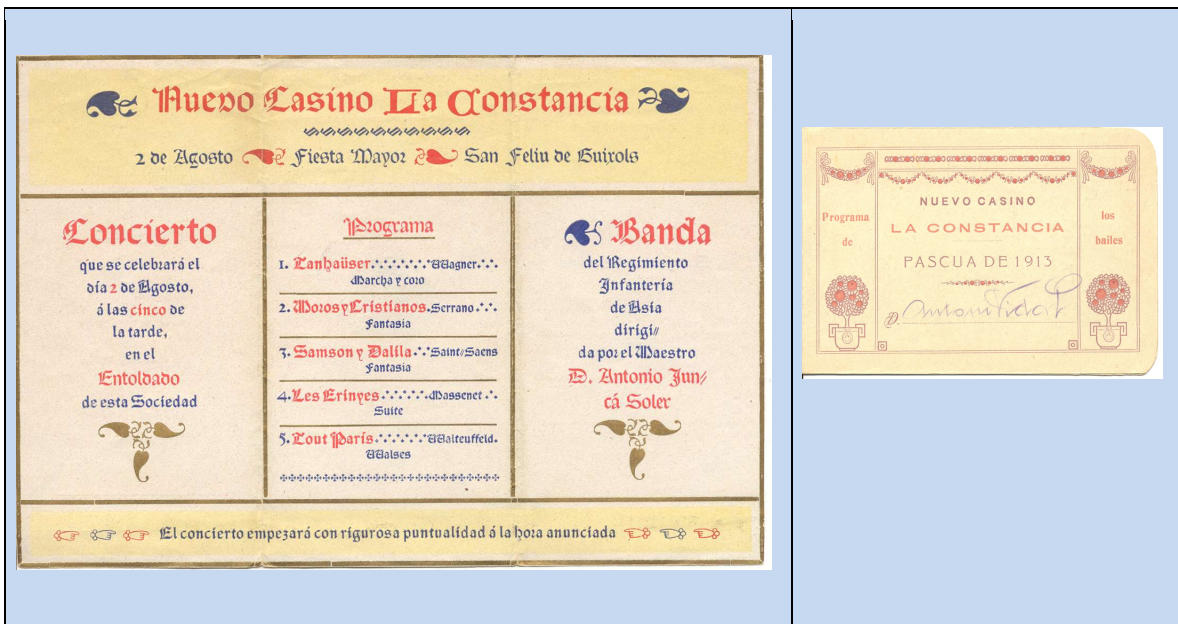 Nuevo Casino La Constancia
2 de Agosto Fiesta Mayor San Feliu de Guixols
Concierto
que se celebrará el
día 2 de Agosto,
á las cinco de
la tarde,
en el
Entoldado
de esta Sociedad
Programa
1. Tanhaüser Wagner.
Marcha y coro
2. Moros y Cristianos. Serrano
Fantasia
3. Samson y Dalila Saint-Saens
Fantasia
4. Les Erinyes Massenet
Suite
5. Tout París Walteuffeld.
Walses
Banda
del Regimiento
Infantería
de Asia
dirigi-
da por el Maestro
D. Antonio Jun-
cá Soler
El concierto empezará con rigurosa puntualidad á la hora anunciada
Programa
de
NUEVO CASINO
LA CONSTANCIA
PASCUA DE 1913
D. Antoni Vidal
los
bailes